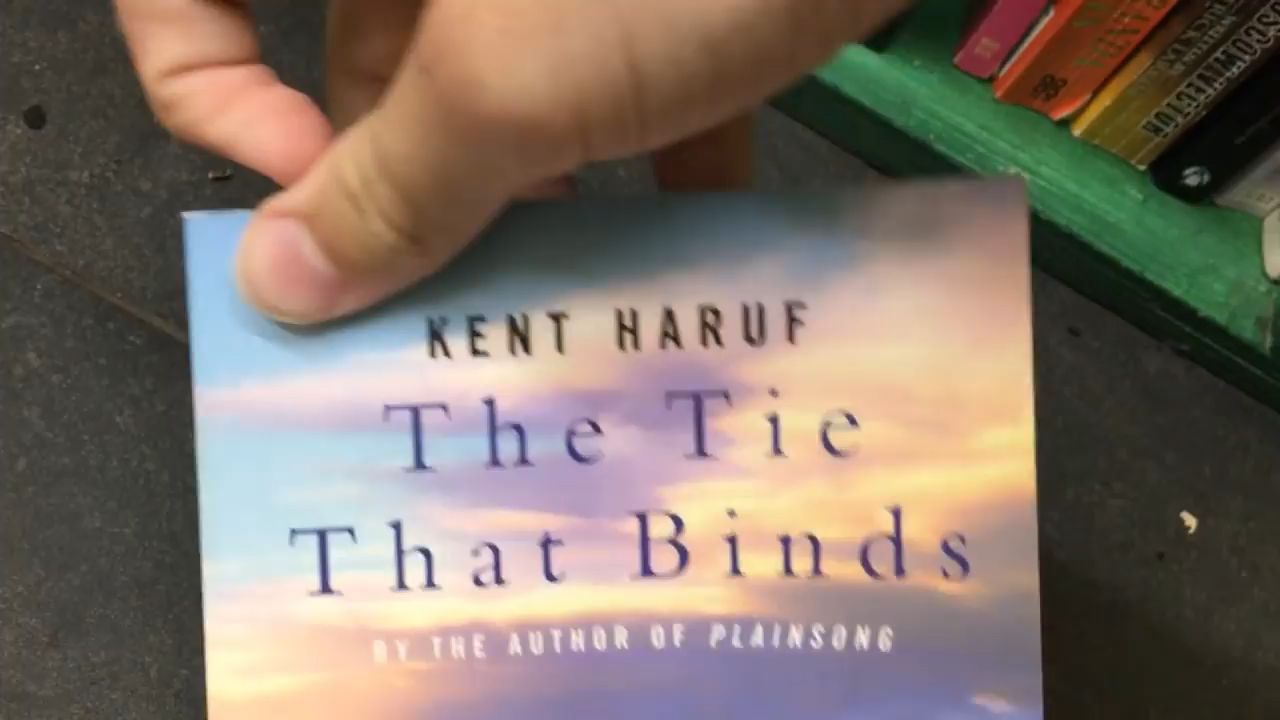 KENT HARUF
The Tie
That Binds
BY THE AUTHOR OF PLAINSONG